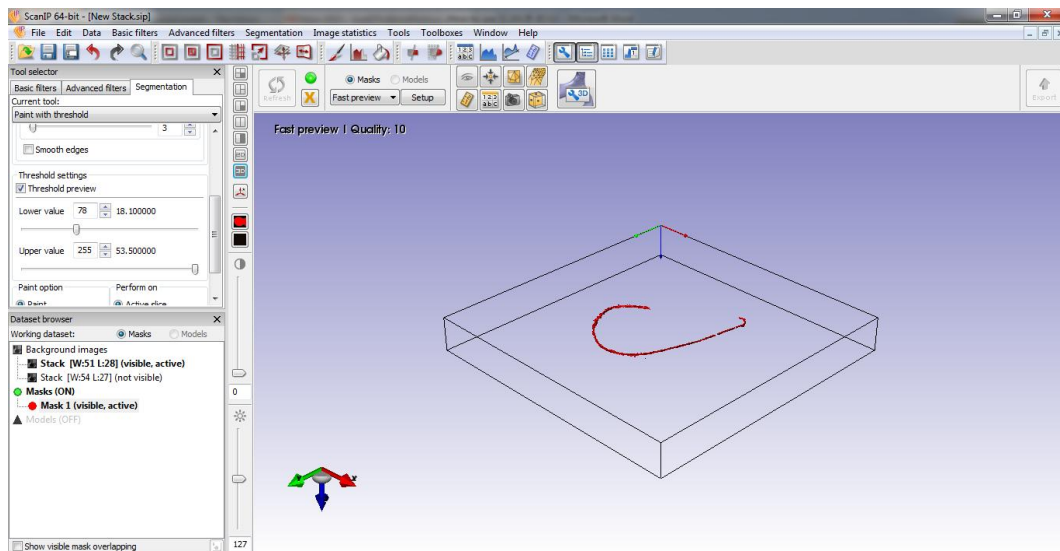 ScanIP 64-bit - [New Stack.sip]
File Edit Data Basic filters Advanced filters Segmentation Image statistics Tools Toolboxes Window Help
Tool selector
Basic filters Advanced filters Segmentation
Current tool:
Paint with threshold
3
Smooth edges
Threshold settings
Threshold preview
Lower value 78 18.100000
Upper value 255 53.500000
Paint option Perform on
Paint Active slice
Dataset browser
Working dataset: Masks Models
Background images
Stack [W:51 L:28] (visible, active)
Stack [W:54 L:27] (not visible)
Masks (ON)
Mask 1 (visible, active)
Models (OFF)
Show visible mask overlapping
0
127
Refresh
Masks Models
Fast preview Setup
3D
Export
Fast preview | Quality: 10
x